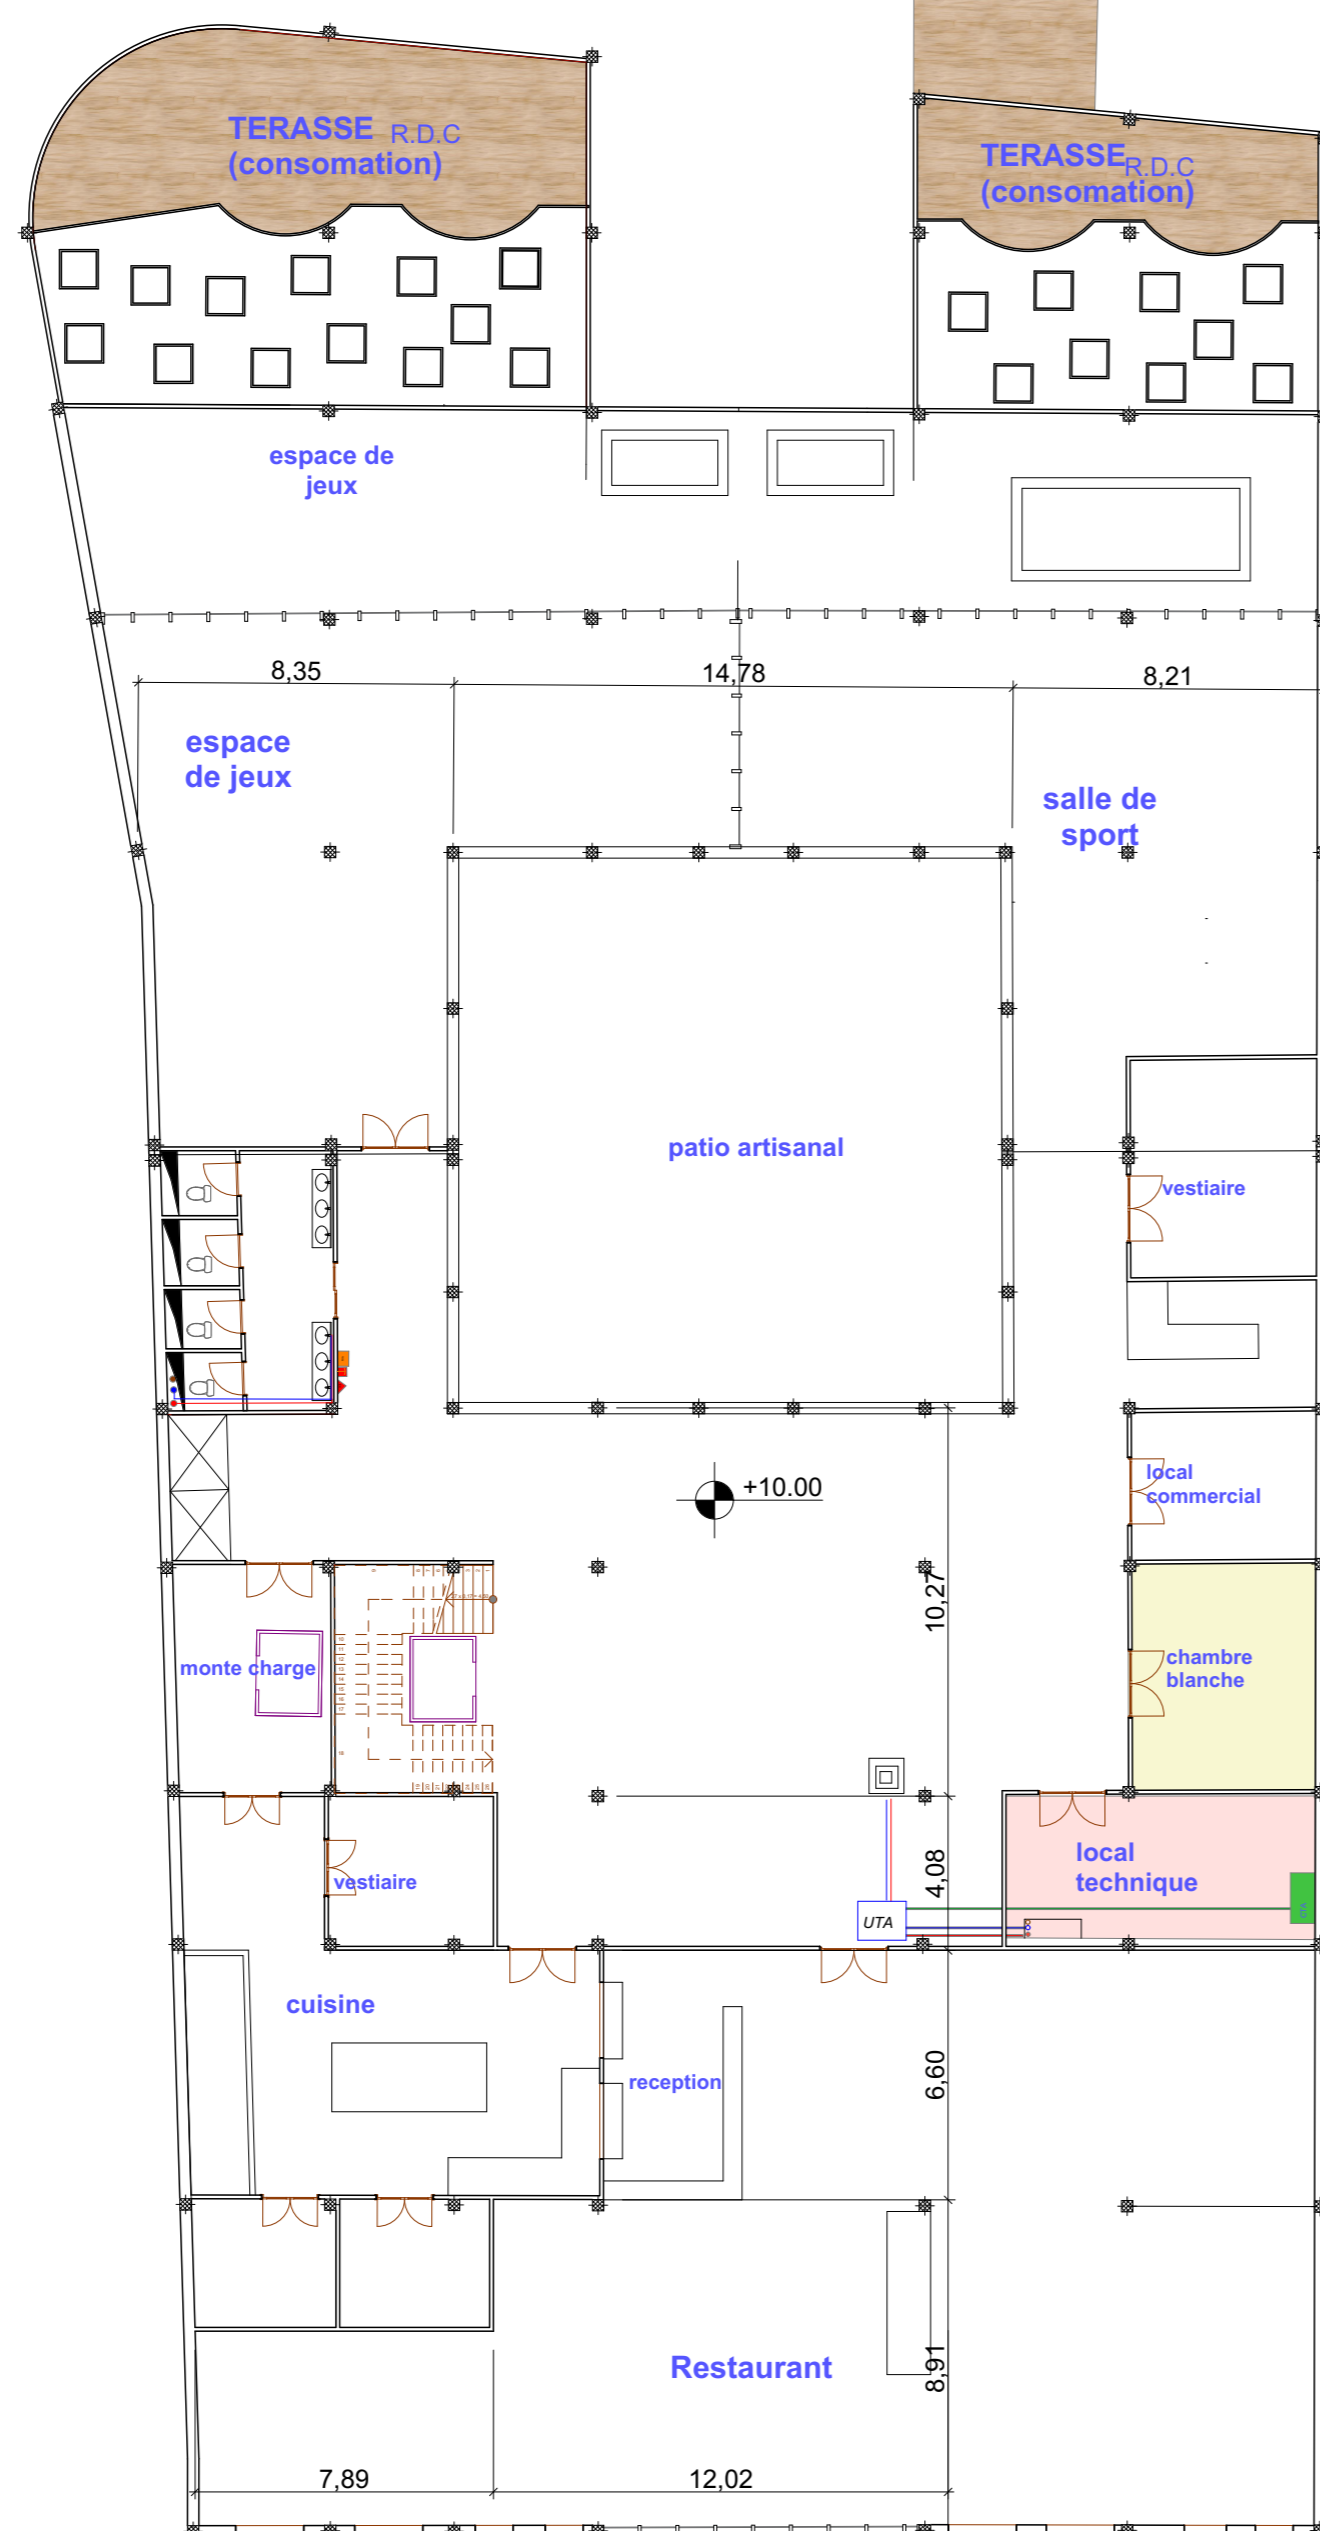 TERASSE R.D.C
(consomation)
TERASSE R.D.C
(consomation)
espace de
jeux
8,35
14,78
8,21
espace
de jeux
salle de
sport
patio artisanal
vestiaire
+10.00
local
commercial
10,27
monte charge
chambre
blanche
vestiaire
4,08
local
technique
UTA
cuisine
reception
6,60
Restaurant
8,91
7,89
12,02